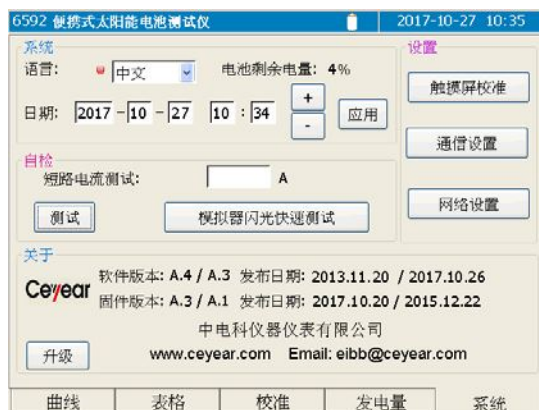 6592 便携式太阳能电池测试仪 2017-10-27 10:35
系统
语言: 中文 电池剩余电量: 4%
日期: 2017 - 10 - 27 10 : 34 + - 应用
自检
短路电流测试: A
测试 模拟器闪光快速测试
设置
触摸屏校准
通信设置
网络设置
关于
Ceyear 软件版本: A.4 / A.3 发布日期: 2013.11.20 / 2017.10.26
固件版本: A.3 / A.1 发布日期: 2017.10.20 / 2015.12.22
中电科仪器仪表有限公司
升级 www.ceyear.com Email: eibb@ceyear.com
曲线 表格 校准 发电量 系统